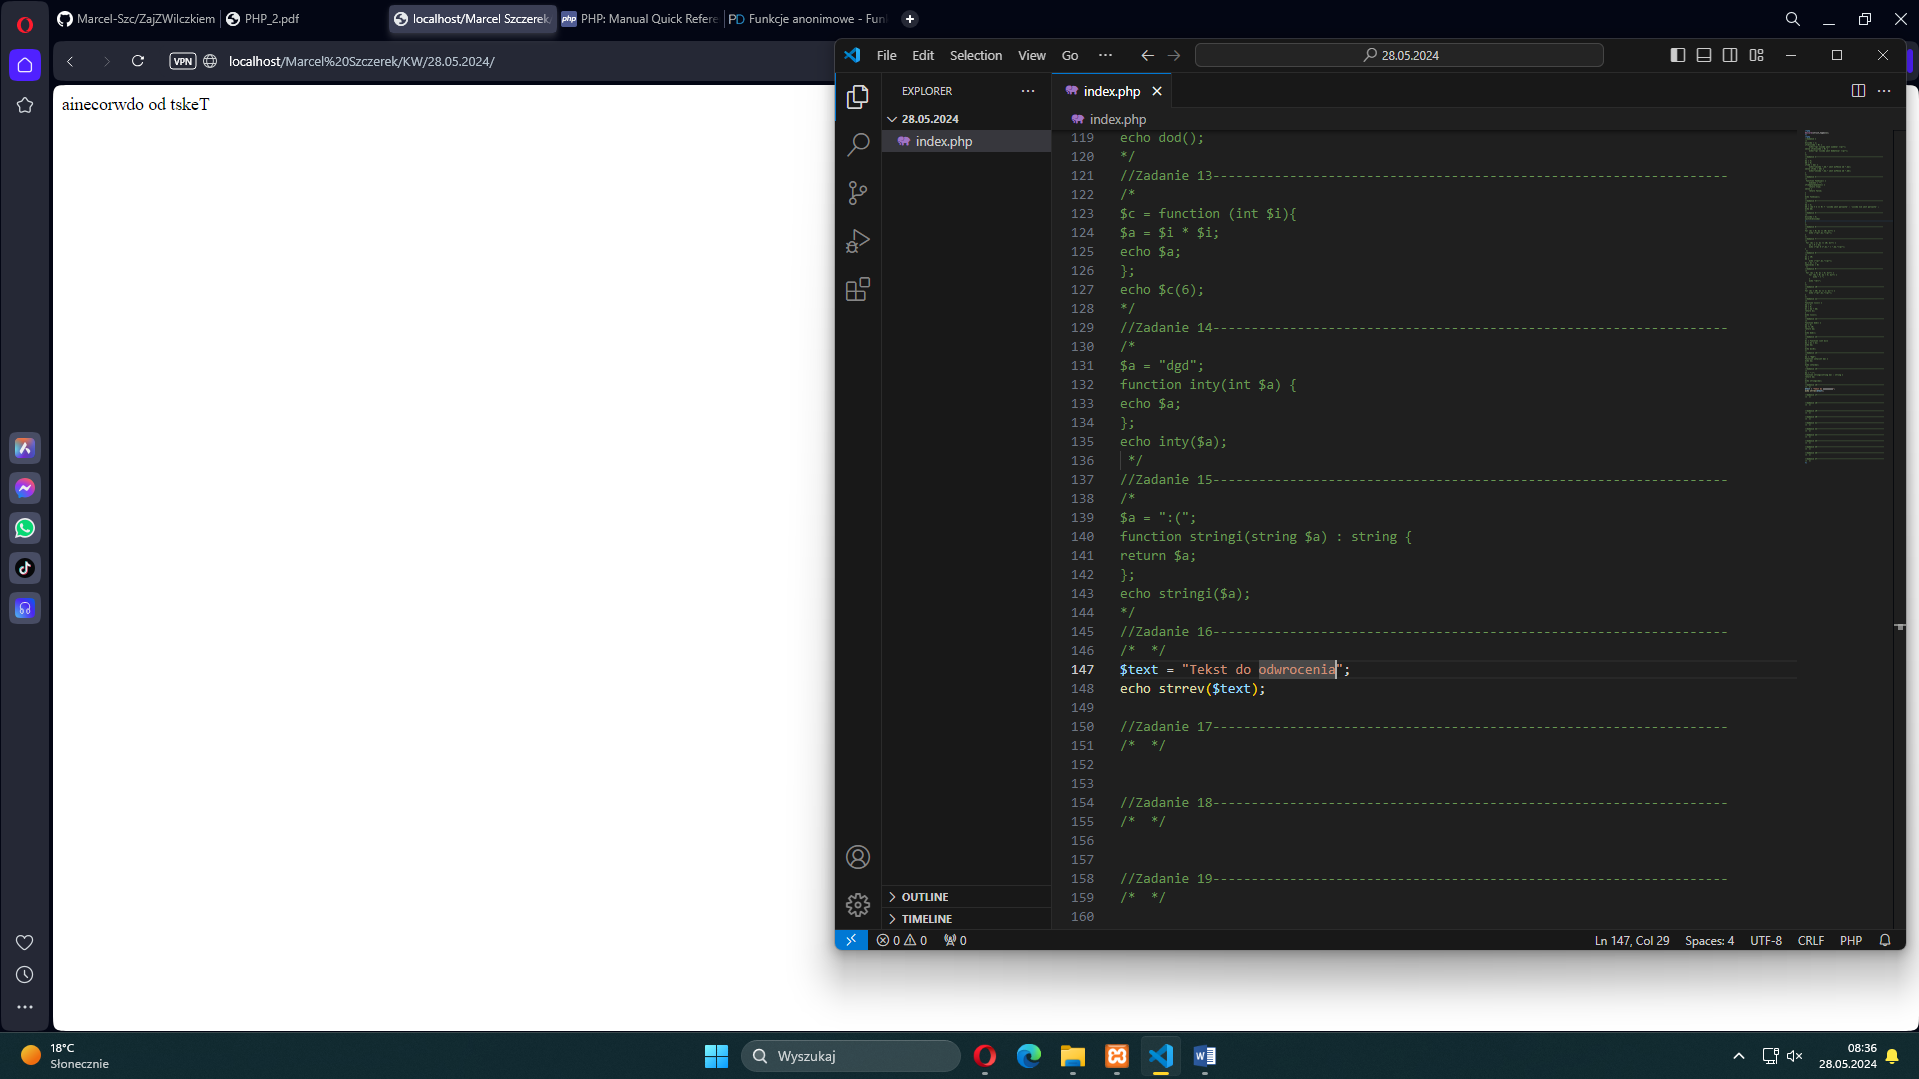 Marcel-Szc/ZajZWilczkiem
PHP_2.pdf
localhost/Marcel Szczerek
php PHP: Manual Quick Refere
PD Funkcje anonimowe - Fun
VPN localhost/Marcel%20Szczerek/KW/28.05.2024/
ainecorwdo od tskeT
File Edit Selection View Go ···
28.05.2024
EXPLORER
28.05.2024
index.php
OUTLINE
TIMELINE
index.php
index.php
119 echo dod();
120 */
121 //Zadanie 13-------------------------------------------------------------------
122 /*
123 $c = function (int $i){
124 $a = $i * $i;
125 echo $a;
126 };
127 echo $c(6);
128 */
129 //Zadanie 14-------------------------------------------------------------------
130 /*
131 $a = "dgd";
132 function inty(int $a) {
133 echo $a;
134 };
135 echo inty($a);
136  */
137 //Zadanie 15-------------------------------------------------------------------
138 /*
139 $a = ":(";
140 function stringi(string $a) : string {
141 return $a;
142 };
143 echo stringi($a);
144 */
145 //Zadanie 16-------------------------------------------------------------------
146 /*  */
147 $text = "Tekst do odwrocenia";
148 echo strrev($text);
149
150 //Zadanie 17-------------------------------------------------------------------
151 /*  */
152
153
154 //Zadanie 18-------------------------------------------------------------------
155 /*  */
156
157
158 //Zadanie 19-------------------------------------------------------------------
159 /*  */
160
0 0 0
Ln 147, Col 29 Spaces: 4 UTF-8 CRLF PHP
18°C
Słonecznie
Wyszukaj
08:36
28.05.2024